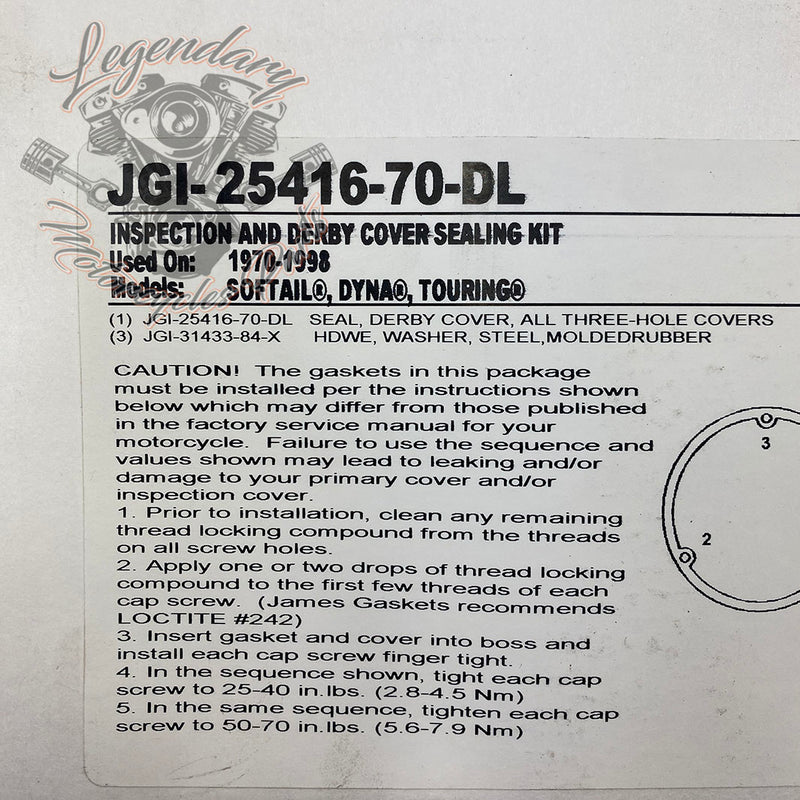 Legendary
Motorcycles Parts
JGI-25416-70-DL
INSPECTION AND DERBY COVER SEALING KIT
Used On: 1970-1998
Models: SOFTAIL®, DYNA®, TOURING®
(1) JGI-25416-70-DL SEAL, DERBY COVER, ALL THREE-HOLE COVERS
(3) JGI-31433-84-X HDWE, WASHER, STEEL,MOLDEDRUBBER
CAUTION! The gaskets in this package
must be installed per the instructions shown
below which may differ from those published
in the factory service manual for your
motorcycle. Failure to use the sequence and
values shown may lead to leaking and/or
damage to your primary cover and/or
inspection cover.
1. Prior to installation, clean any remaining
thread locking compound from the threads
on all screw holes.
2. Apply one or two drops of thread locking
compound to the first few threads of each
cap screw. (James Gaskets recommends
LOCTITE #242)
3. Insert gasket and cover into boss and
install each cap screw finger tight.
4. In the sequence shown, tight each cap
screw to 25-40 in.lbs. (2.8-4.5 Nm)
5. In the same sequence, tighten each cap
screw to 50-70 in.lbs. (5.6-7.9 Nm)
3
2